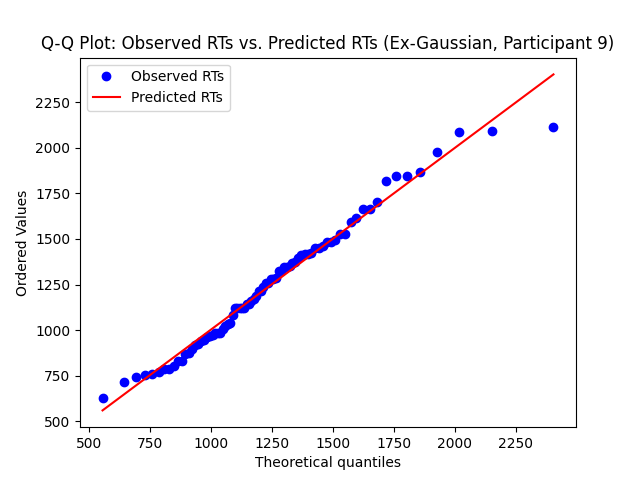 Q-Q Plot: Observed RTs vs. Predicted RTs (Ex-Gaussian, Participant 9)
Observed RTs
Predicted RTs
Ordered Values
2250
2000
1750
1500
1250
1000
750
500
500 750 1000 1250 1500 1750 2000 2250
Theoretical quantiles